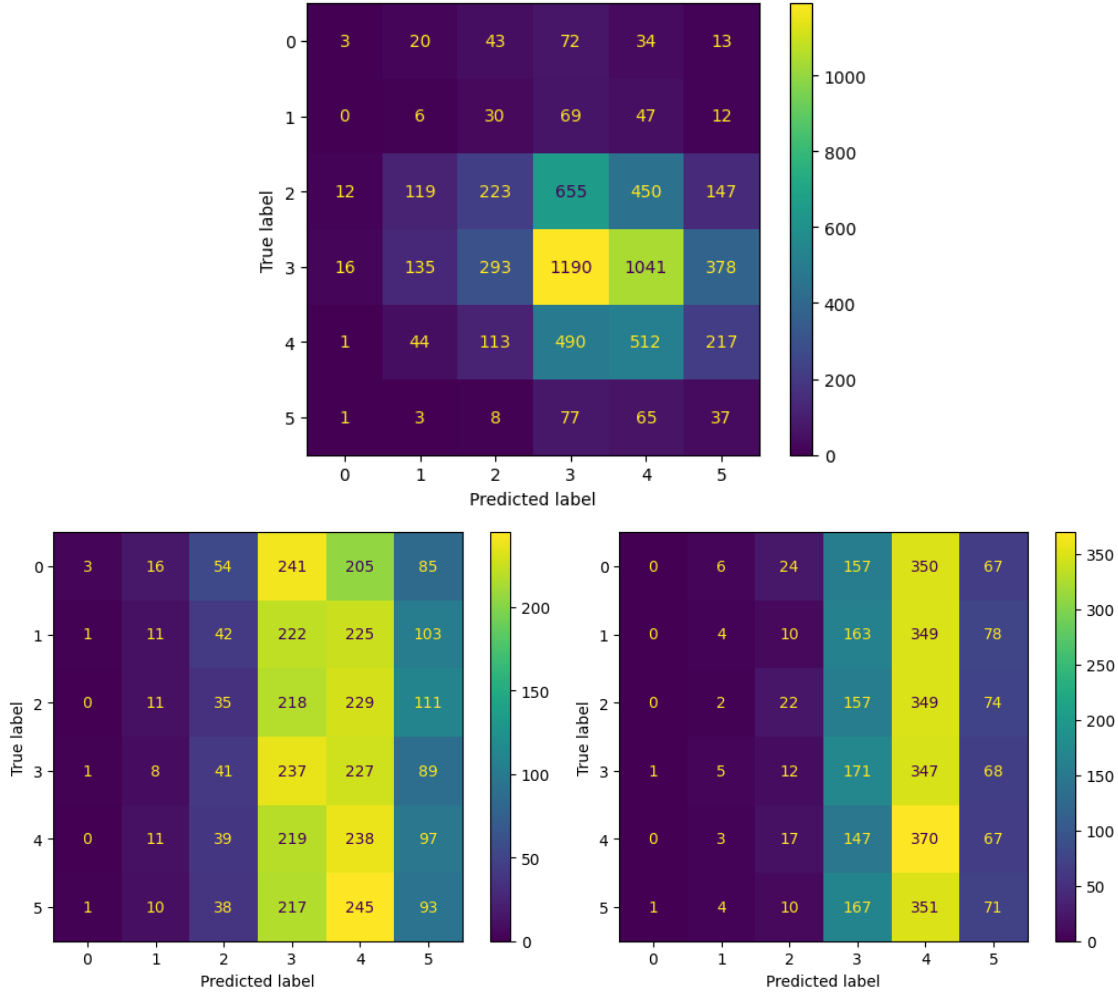 0 3 20 43 72 34 13
1000
1 0 6 30 69 47 12
800
2 12 119 223 655 450 147
600
True label
3 16 135 293 1190 1041 378
400
4 1 44 113 490 512 217
200
5 1 3 8 77 65 37
0
0 1 2 3 4 5
Predicted label
0 3 16 54 241 205 85
200
1 1 11 42 222 225 103
150
2 0 11 35 218 229 111
True label
100
3 1 8 41 237 227 89
4 0 11 39 219 238 97
50
5 1 10 38 217 245 93
0
0 1 2 3 4 5
Predicted label
0 0 6 24 157 350 67
350
300
1 0 4 10 163 349 78
250
2 0 2 22 157 349 74
200
True label
3 1 5 12 171 347 68
150
4 0 3 17 147 370 67
100
50
5 1 4 10 167 351 71
0
0 1 2 3 4 5
Predicted label